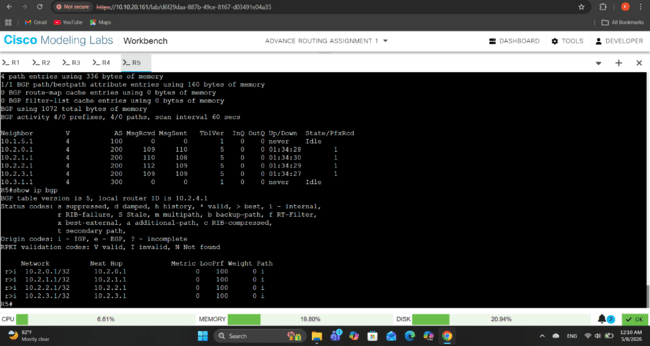 Not secure
https://10.10.20.161/lab/d6f29daa-887b-49ce-8167-d03491e04a35
Gmail YouTube Maps All Bookmarks
Cisco Modeling Labs Workbench ADVANCE ROUTING ASSIGNMENT 1 DASHBOARD TOOLS DEVELOPER
R1 R2 R3 R4 R5
4 path entries using 336 bytes of memory
1/1 BGP path/bestpath attribute entries using 160 bytes of memory
0 BGP route-map cache entries using 0 bytes of memory
0 BGP filter-list cache entries using 0 bytes of memory
BGP using 1072 total bytes of memory
BGP activity 4/0 prefixes, 4/0 paths, scan interval 60 secs
Neighbor V AS MsgRcvd MsgSent TblVer InQ OutQ Up/Down State/PfxRcd
10.1.5.1 4 100 0 0 1 0 0 never Idle
10.2.0.1 4 200 109 110 5 0 0 01:34:28 1
10.2.1.1 4 200 110 108 5 0 0 01:34:30 1
10.2.2.1 4 200 112 109 5 0 0 01:34:29 1
10.2.3.1 4 200 109 109 5 0 0 01:34:27 1
10.3.1.1 4 300 0 0 1 0 0 never Idle
R5#show ip bgp
BGP table version is 5, local router ID is 10.2.4.1
Status codes: s suppressed, d damped, h history, * valid, > best, i - internal,
r RIB-failure, S Stale, m multipath, b backup-path, f RT-Filter,
x best-external, a additional-path, c RIB-compressed,
t secondary path,
Origin codes: i - IGP, e - EGP, ? - incomplete
RPKI validation codes: V valid, I invalid, N Not found
Network Next Hop Metric LocPrf Weight Path
r>i 10.2.0.1/32 10.2.0.1 0 100 0 i
r>i 10.2.1.1/32 10.2.1.1 0 100 0 i
r>i 10.2.2.1/32 10.2.2.1 0 100 0 i
r>i 10.2.3.1/32 10.2.3.1 0 100 0 i
R5#
CPU 6.61% MEMORY 19.80% DISK 20.94% OK
82°F
Mostly clear
Search
ENG
12:10 AM
5/8/2026